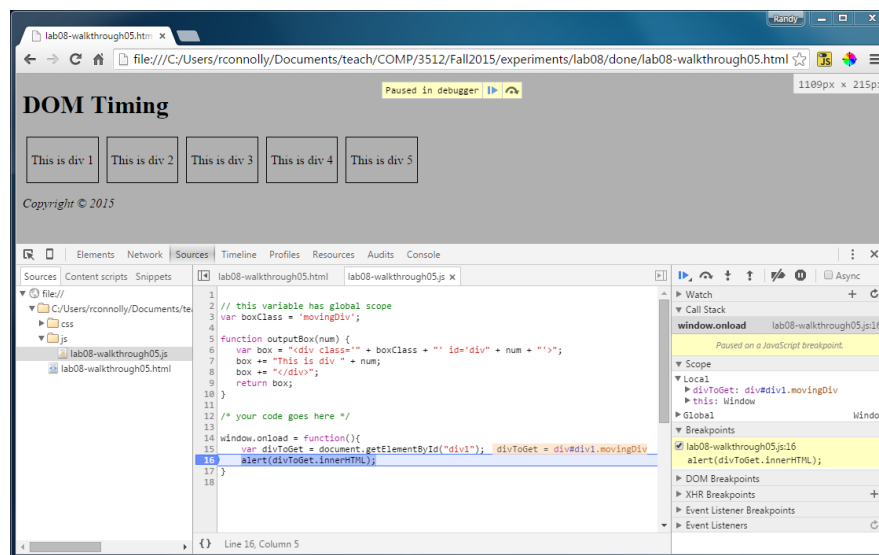 Randy
lab08-walkthrough05.htm ×
file:///C:/Users/rconnolly/Documents/teach/COMP/3512/Fall2015/experiments/lab08/done/lab08-walkthrough05.html
JS
1109px × 215p
Paused in debugger
DOM Timing
This is div 1 This is div 2 This is div 3 This is div 4 This is div 5
Copyright © 2015
Elements Network Sources Timeline Profiles Resources Audits Console
Sources Content scripts Snippets
lab08-walkthrough05.html lab08-walkthrough05.js ×
Async
file://
C:/Users/rconnolly/Documents/te
css
js
lab08-walkthrough05.js
lab08-walkthrough05.html
1
2 // this variable has global scope
3 var boxClass = 'movingDiv';
4
5 function outputBox(num) {
6 var box = "<div class='" + boxClass + "' id='div" + num + "'>";
7 box += "This is div " + num;
8 box += "</div>";
9 return box;
10 }
11
12 /* your code goes here */
13
14 window.onload = function(){
15 var divToGet = document.getElementById("div1"); divToGet = div#div1.movingDiv
16 alert(divToGet.innerHTML);
17 }
18
{} Line 16, Column 5
Watch
Call Stack
window.onload lab08-walkthrough05.js:16
Paused on a JavaScript breakpoint.
Scope
Local
divToGet: div#div1.movingDiv
this: Window
Global Windo
Breakpoints
lab08-walkthrough05.js:16
alert(divToGet.innerHTML);
DOM Breakpoints
XHR Breakpoints
Event Listener Breakpoints
Event Listeners